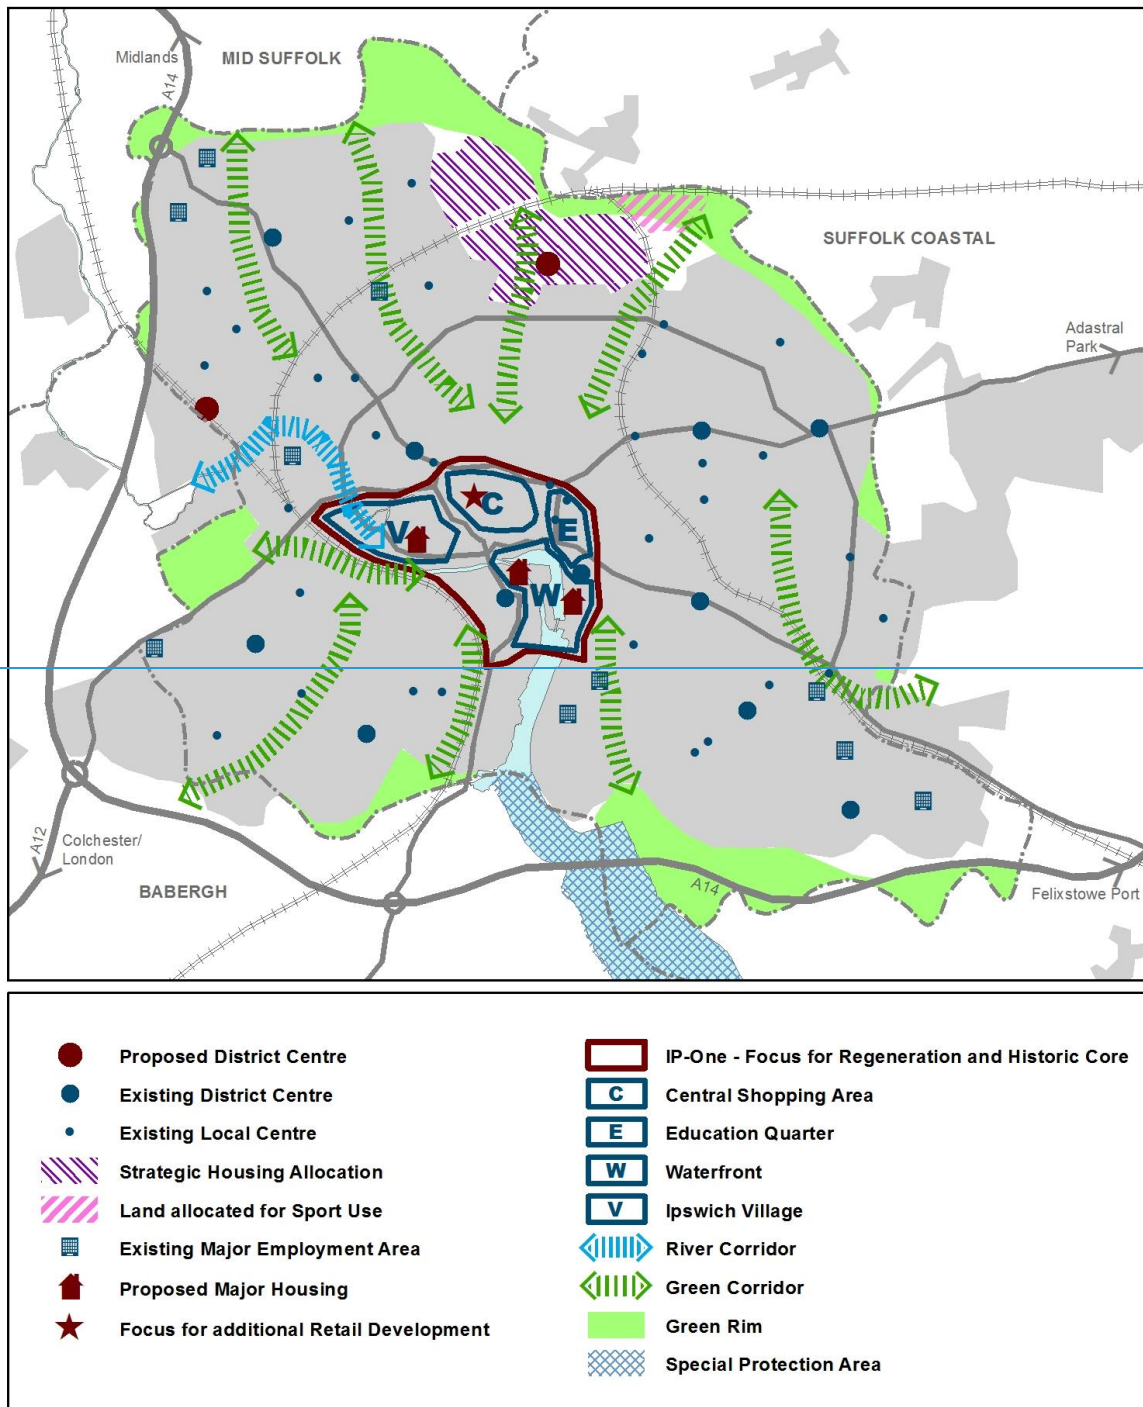 Midlands
MID SUFFOLK
A14
SUFFOLK COASTAL
Adastral
Park
C
E
V
W
A12
Colchester/
London
BABERGH
A14
Felixstowe Port
Proposed District Centre
Existing District Centre
Existing Local Centre
Strategic Housing Allocation
Land allocated for Sport Use
Existing Major Employment Area
Proposed Major Housing
Focus for additional Retail Development
IP-One - Focus for Regeneration and Historic Core
C Central Shopping Area
E Education Quarter
W Waterfront
V Ipswich Village
River Corridor
Green Corridor
Green Rim
Special Protection Area